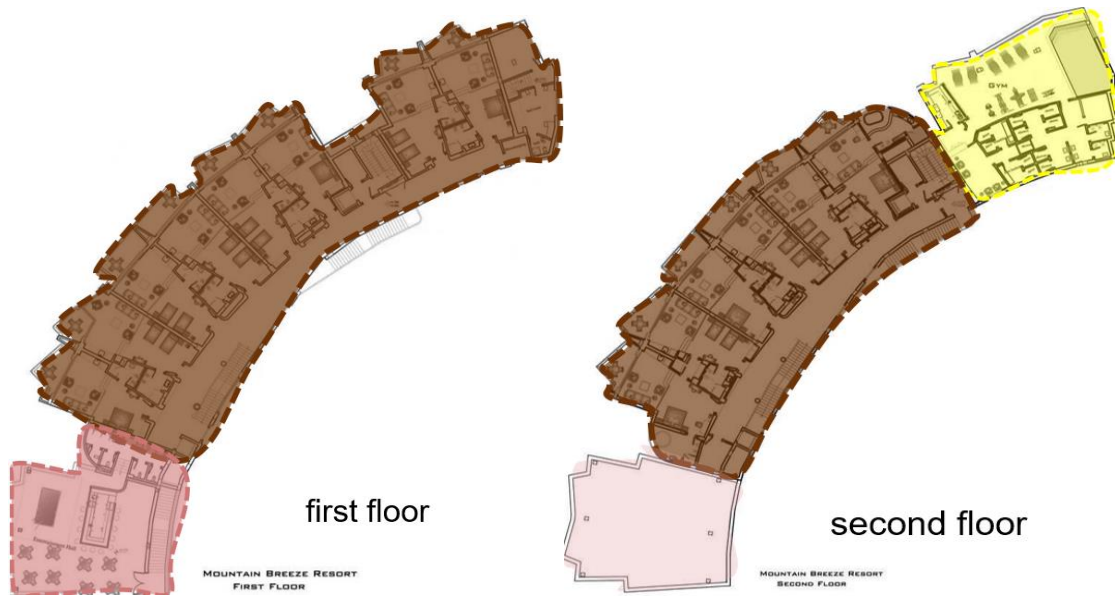 GYM
first floor
second floor
MOUNTAIN BREEZE RESORT
FIRST FLOOR
MOUNTAIN BREEZE RESORT
SECOND FLOOR